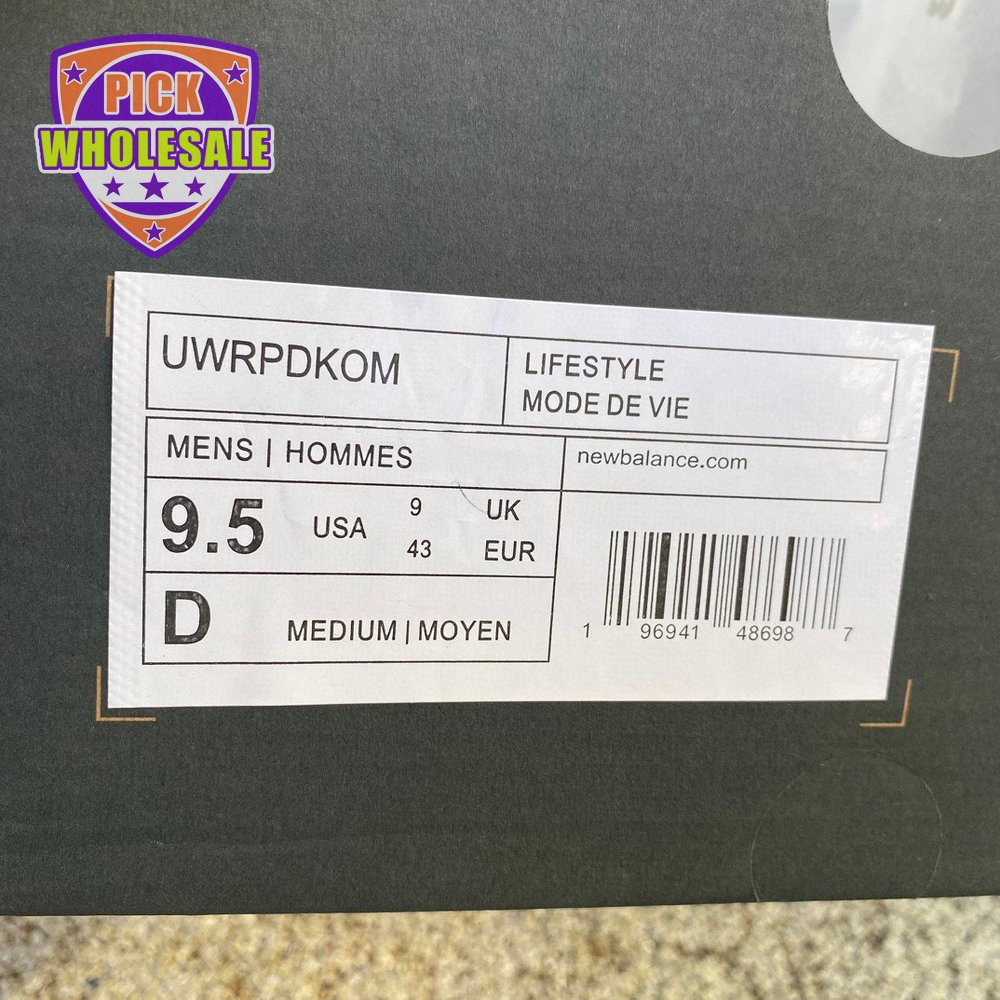 PICK
WHOLESALE
UWRPDKOM
LIFESTYLE
MODE DE VIE
MENS | HOMMES
newbalance.com
9.5 USA 9 UK
43 EUR
D MEDIUM | MOYEN
1 96941 48698 7